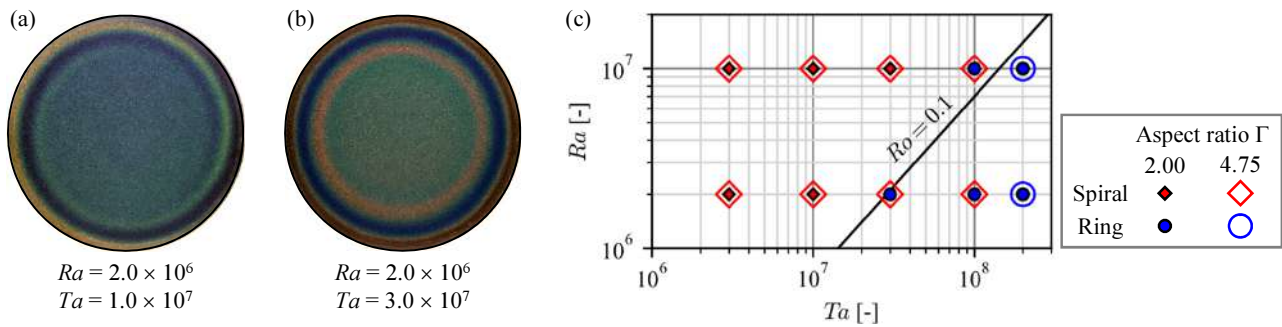 (a)
(b)
(c)
Ra = 2.0 × 10⁶
Ta = 1.0 × 10⁷
Ra = 2.0 × 10⁶
Ta = 3.0 × 10⁷
10⁷
10⁶
Ra [-]
Ro = 0.1
10⁶ 10⁷ 10⁸
Ta [-]
Aspect ratio Γ
2.00 4.75
Spiral
Ring